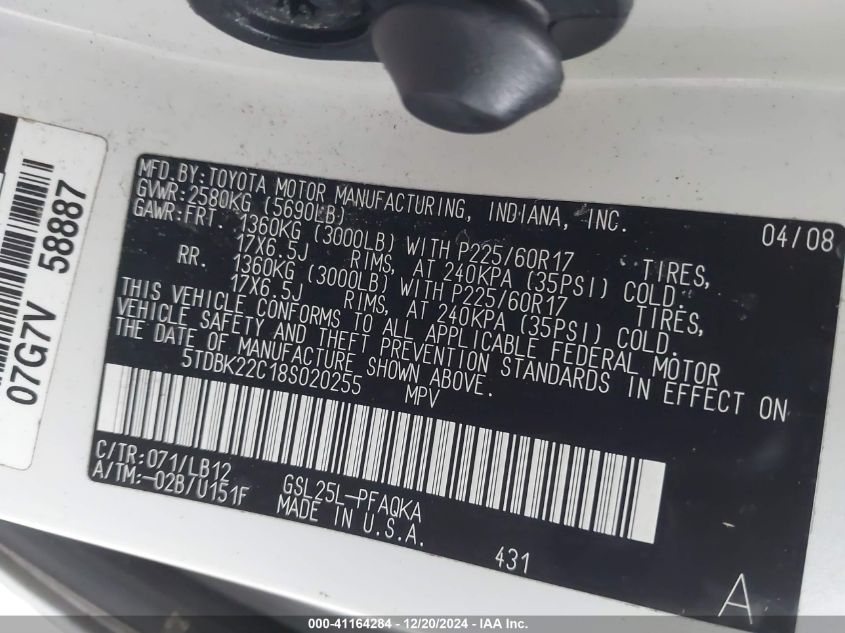 07G7V 58887
MFD.BY:TOYOTA MOTOR MANUFACTURING, INDIANA, INC. 04/08
GVWR:2580KG (5690LB)
GAWR:FRT. 1360KG (3000LB) WITH P225/60R17 TIRES,
17X6.5J RIMS, AT 240KPA (35PSI) COLD.
RR. 1360KG (3000LB) WITH P225/60R17 TIRES,
17X6.5J RIMS, AT 240KPA (35PSI) COLD.
THIS VEHICLE CONFORMS TO ALL APPLICABLE FEDERAL MOTOR
VEHICLE SAFETY AND THEFT PREVENTION STANDARDS IN EFFECT ON
THE DATE OF MANUFACTURE SHOWN ABOVE.
5TDBK22C18S020255 MPV
C/TR:071/LB12
A/TM:-02B/U151F
GSL25L-PFAQKA
MADE IN U.S.A.
431
A
000-41164284 - 12/20/2024 - IAA Inc.